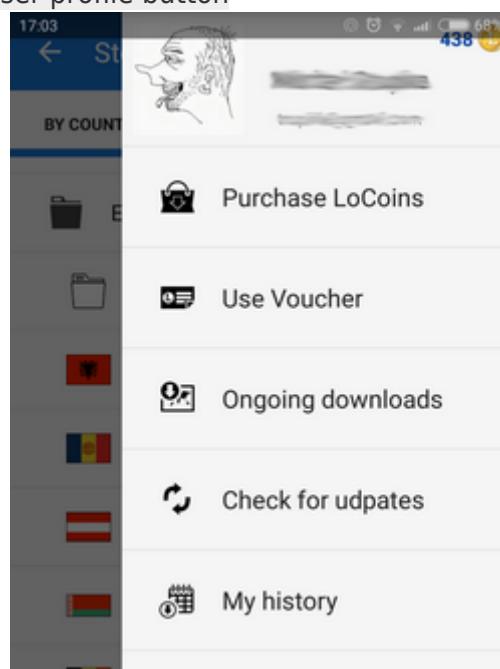 ser profile button
17:03
68%
438
St
BY COUNT
E
Purchase LoCoins
Use Voucher
Ongoing downloads
Check for udpates
My history